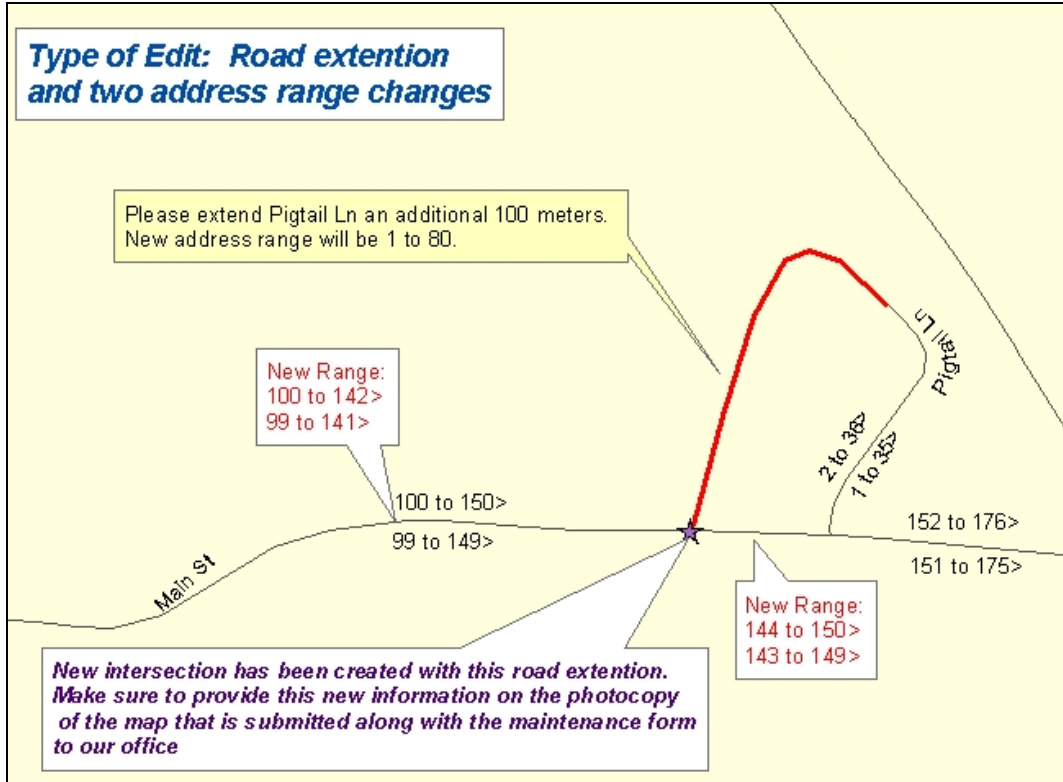 Type of Edit: Road extention
and two address range changes
Please extend Pigtail Ln an additional 100 meters.
New address range will be 1 to 80.
New Range:
100 to 142>
99 to 141>
Pigtail Ln
2 to 36>
1 to 35>
100 to 150>
99 to 149>
152 to 176>
151 to 175>
Main St
New Range:
144 to 150>
143 to 149>
New intersection has been created with this road extention.
Make sure to provide this new information on the photocopy
of the map that is submitted along with the maintenance form
to our office